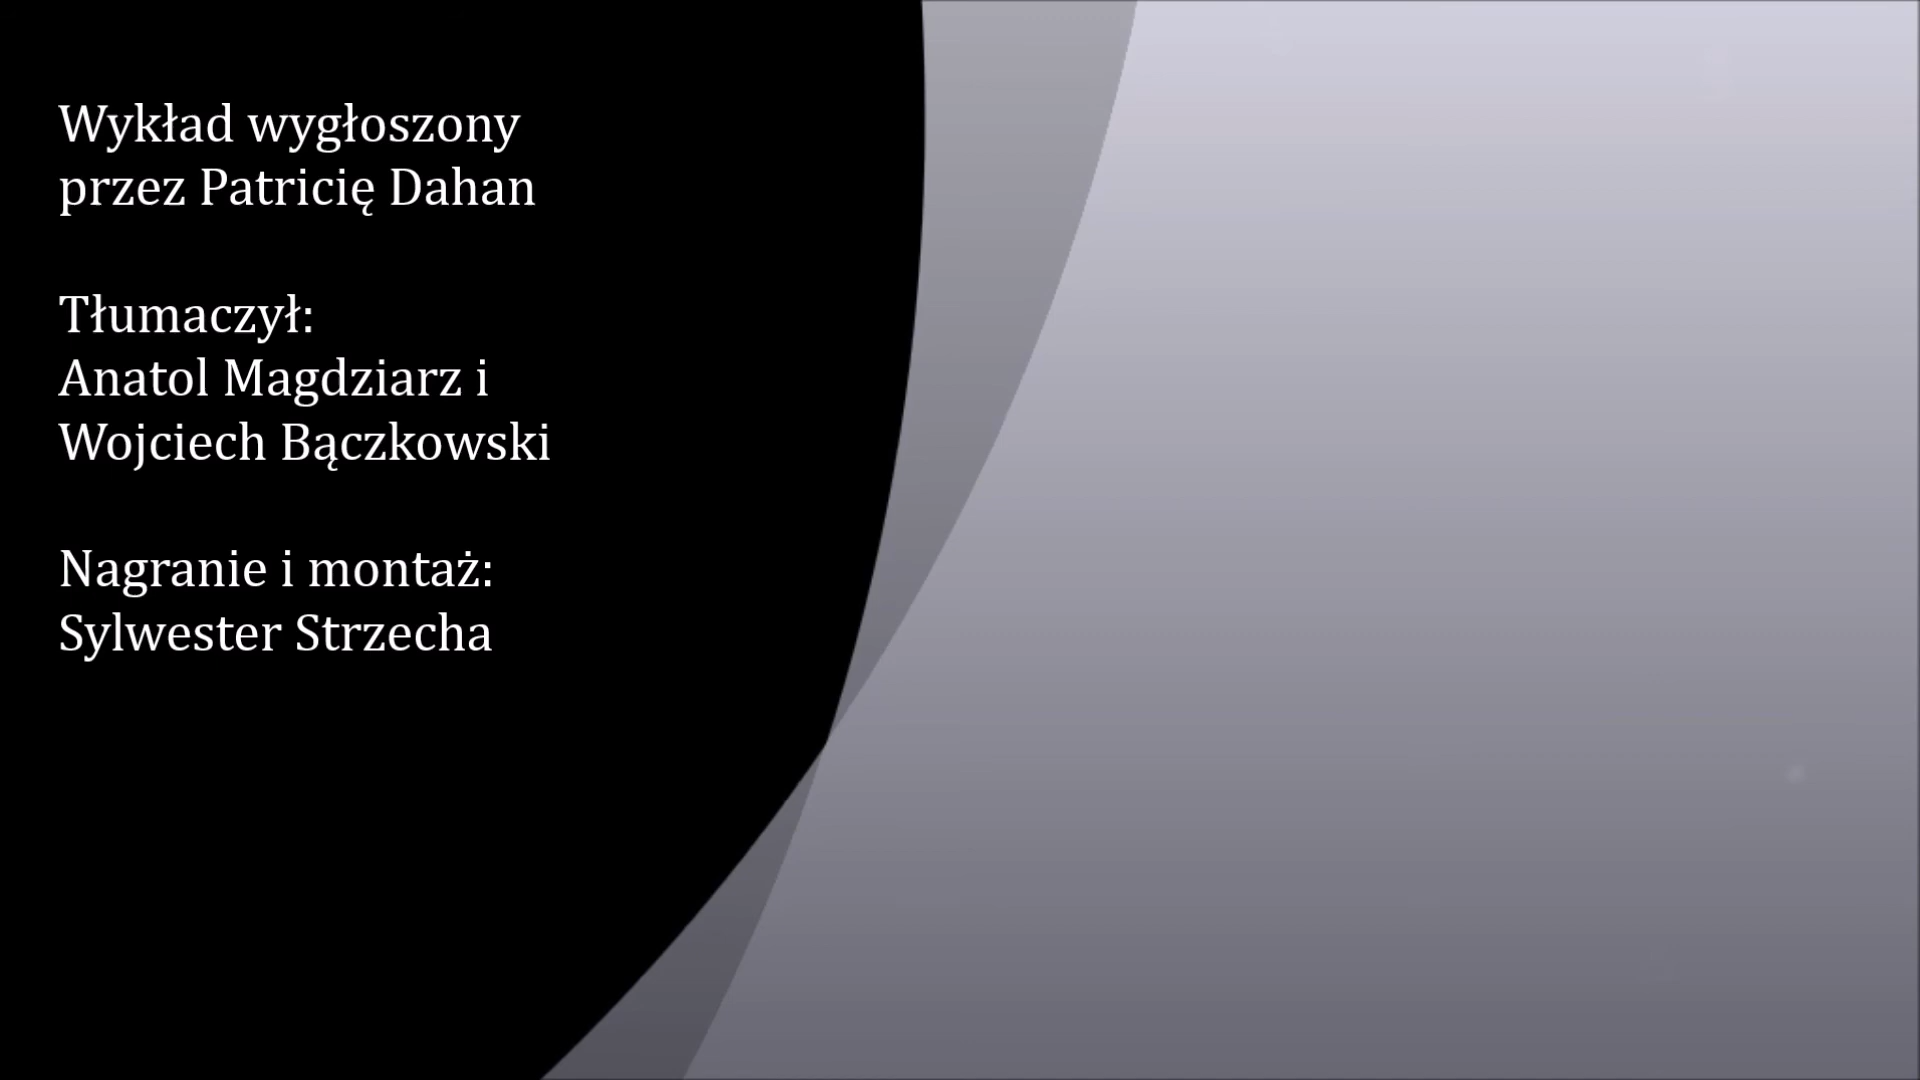 Wykład wygłoszony
przez Patricię Dahan
Tłumaczył:
Anatol Magdziarz i
Wojciech Bączkowski
Nagranie i montaż:
Sylwester Strzecha